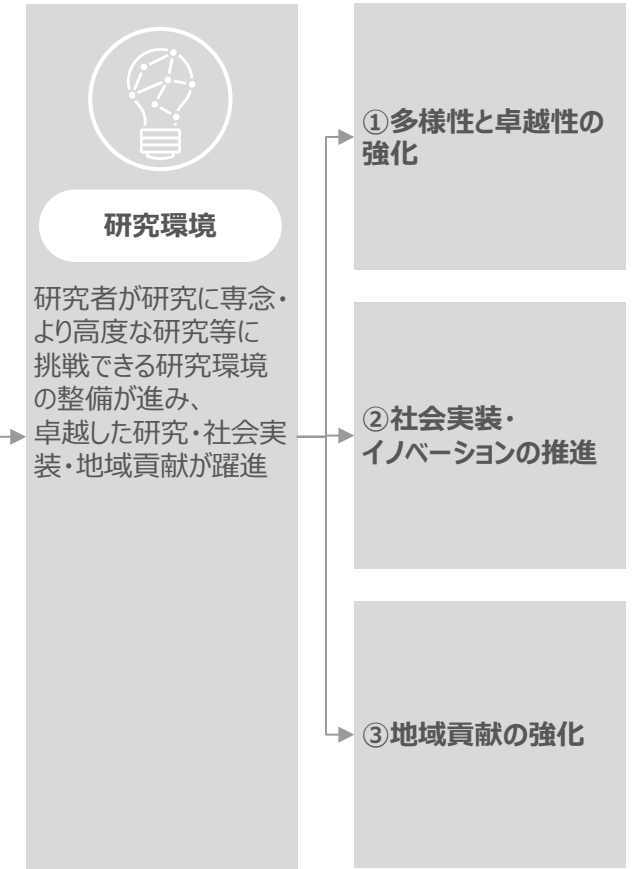 研究環境
研究者が研究に専念・
より高度な研究等に
挑戦できる研究環境
の整備が進み、
卓越した研究・社会実
装・地域貢献が躍進
①多様性と卓越性の
強化
②社会実装・
イノベーションの推進
③地域貢献の強化